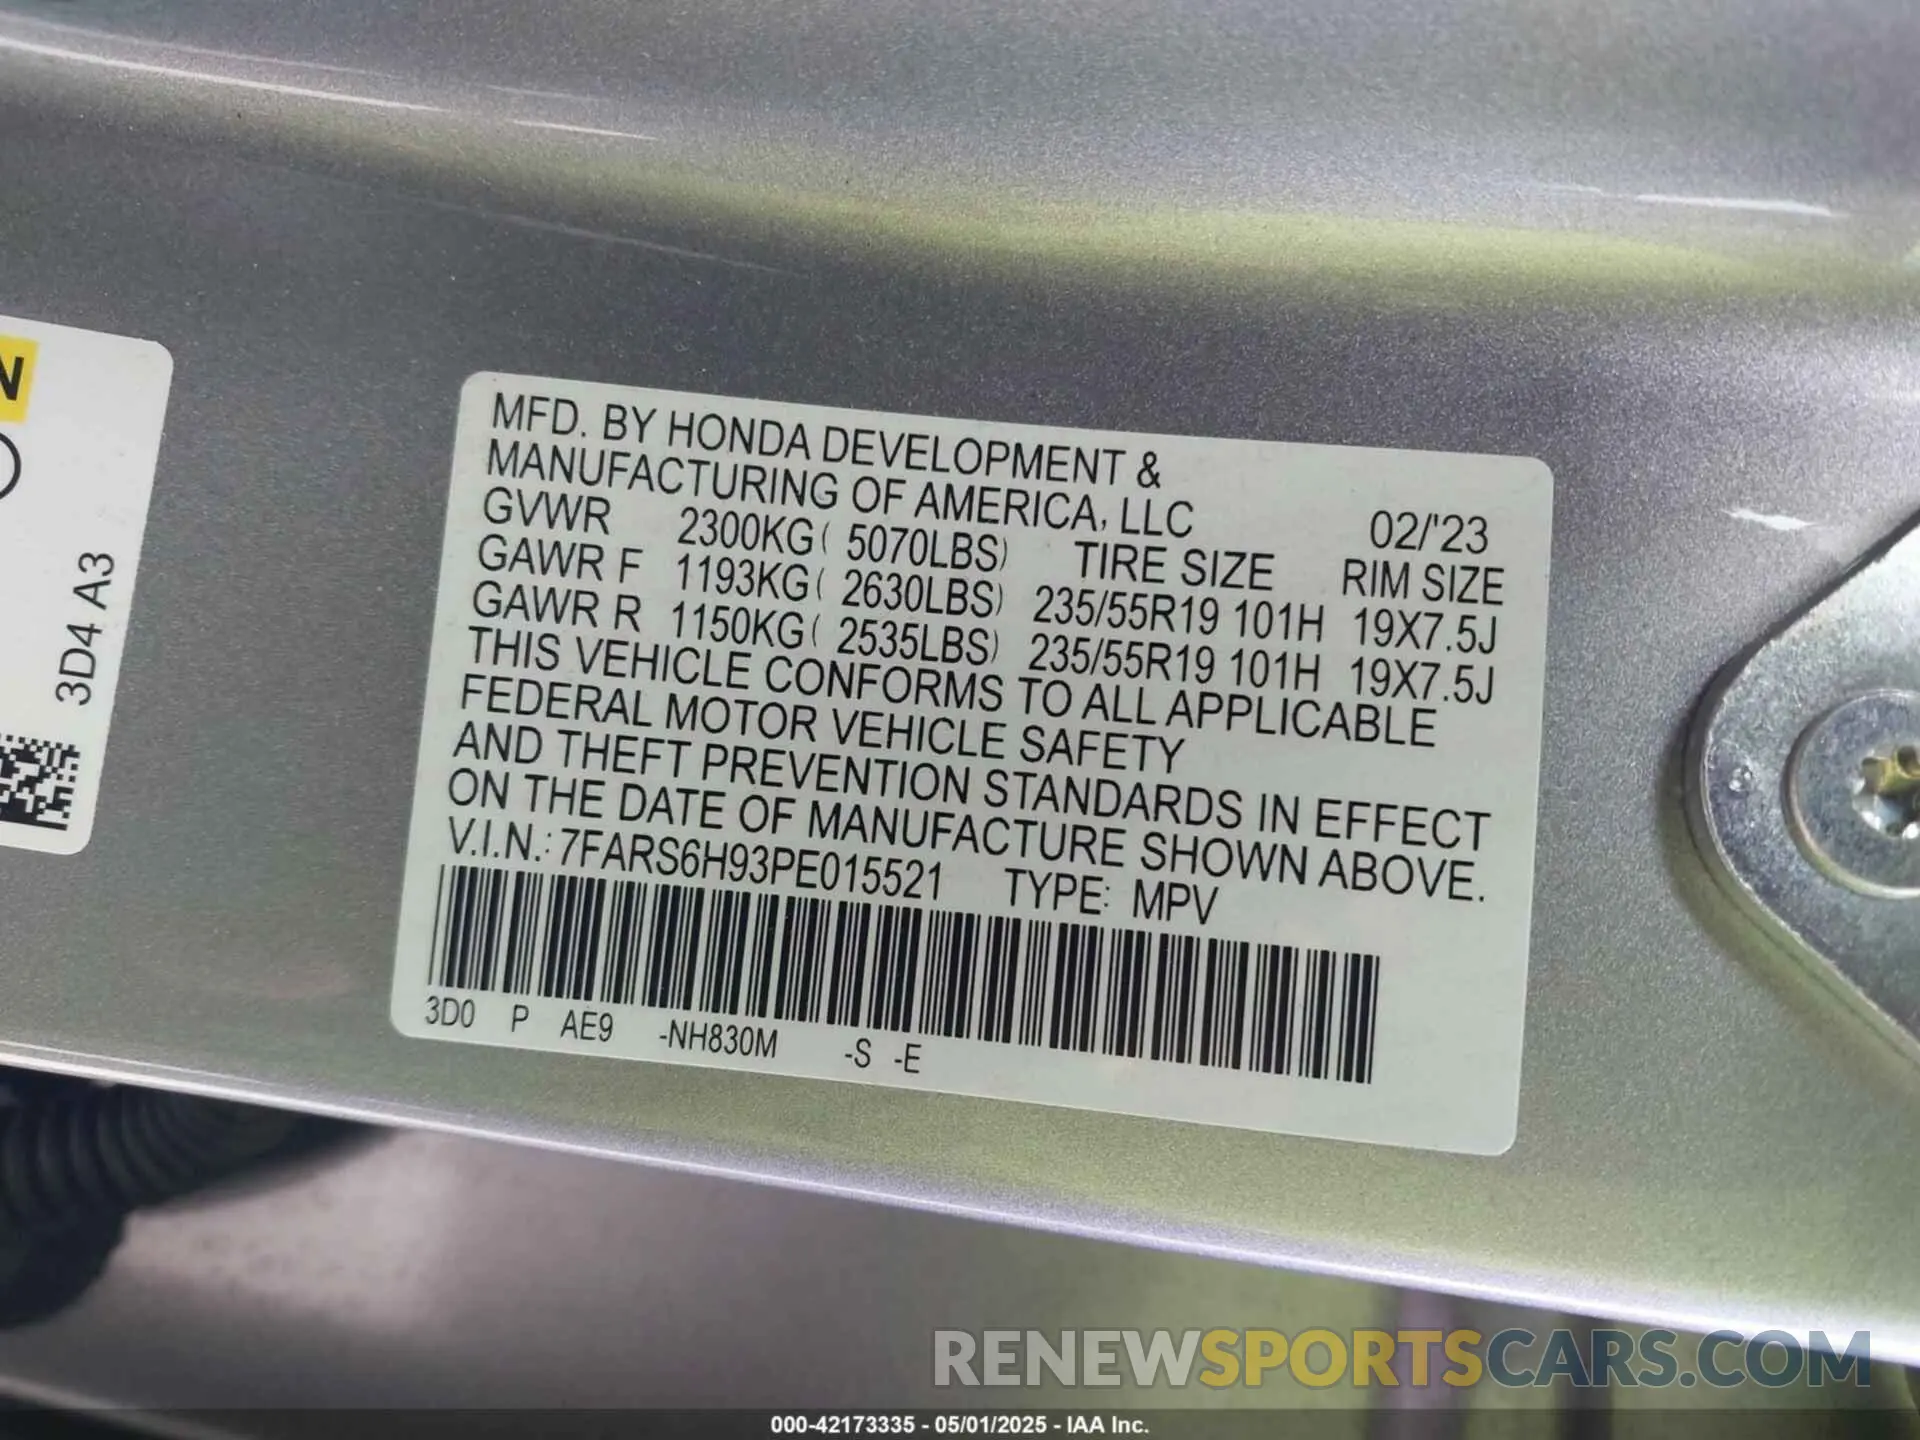 N
3D4 A3
MFD. BY HONDA DEVELOPMENT &
MANUFACTURING OF AMERICA, LLC 02/'23
GVWR 2300KG( 5070LBS) TIRE SIZE RIM SIZE
GAWR F 1193KG( 2630LBS) 235/55R19 101H 19X7.5J
GAWR R 1150KG( 2535LBS) 235/55R19 101H 19X7.5J
THIS VEHICLE CONFORMS TO ALL APPLICABLE
FEDERAL MOTOR VEHICLE SAFETY
AND THEFT PREVENTION STANDARDS IN EFFECT
ON THE DATE OF MANUFACTURE SHOWN ABOVE.
V.I.N.: 7FARS6H93PE015521 TYPE: MPV
3D0 P AE9 -NH830M -S -E
RENEWSPORTSCARS.COM
000-42173335 - 05/01/2025 - IAA Inc.